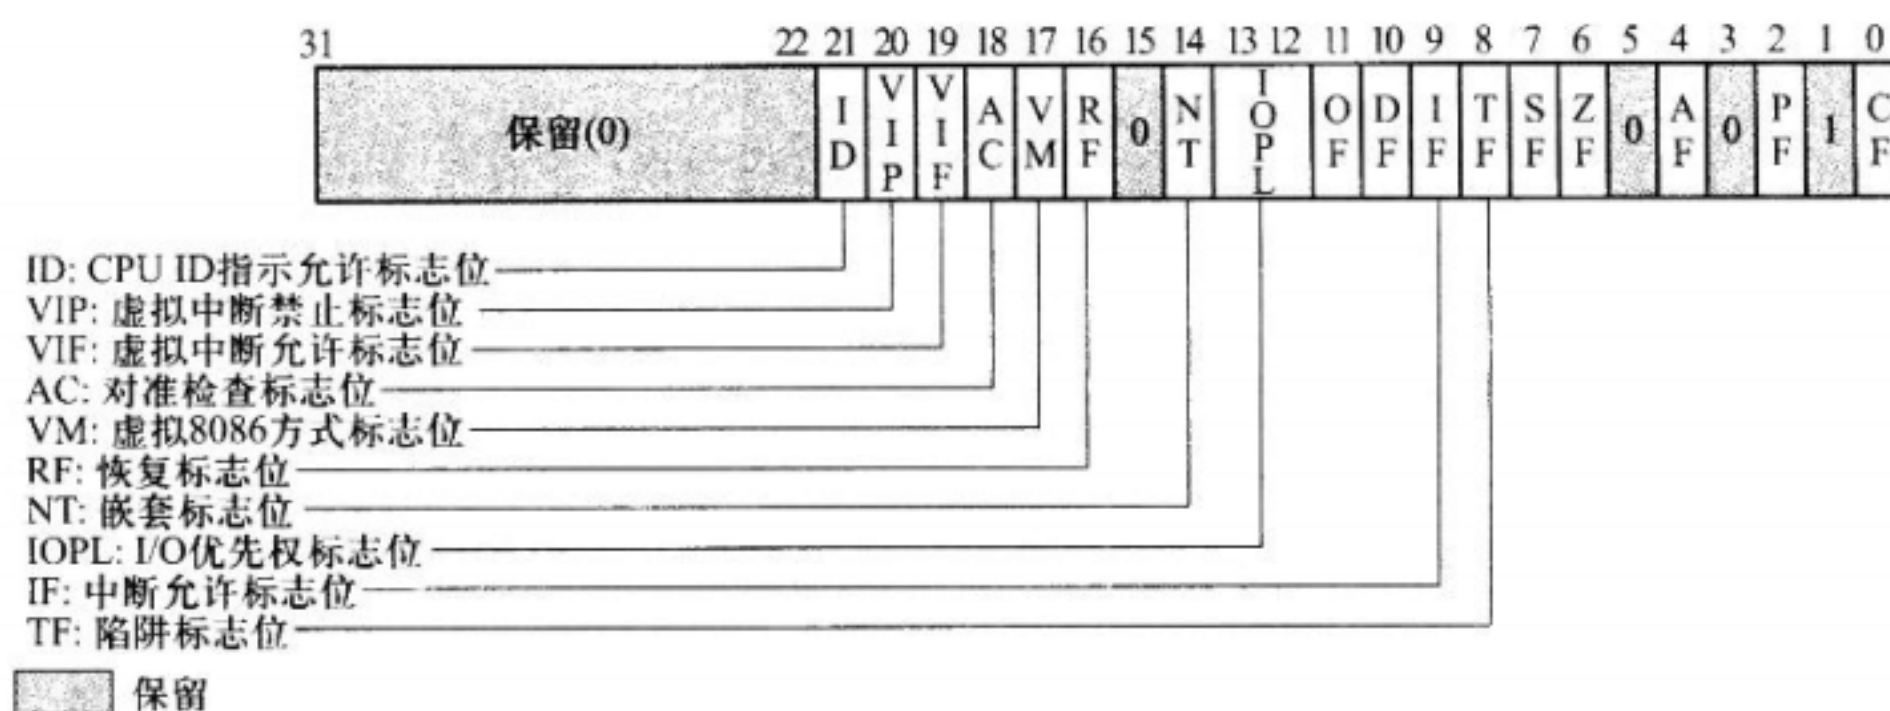 31 22 21 20 19 18 17 16 15 14 13 12 11 10 9 8 7 6 5 4 3 2 1 0
保留(0) ID VIP VIF AC VM RF 0 NT IOPL OF DF IF TF SF ZF 0 AF 0 PF 1 CF
ID: CPU ID指示允许标志位
VIP: 虚拟中断禁止标志位
VIF: 虚拟中断允许标志位
AC: 对准检查标志位
VM: 虚拟8086方式标志位
RF: 恢复标志位
NT: 嵌套标志位
IOPL: I/O优先权标志位
IF: 中断允许标志位
TF: 陷阱标志位
保留